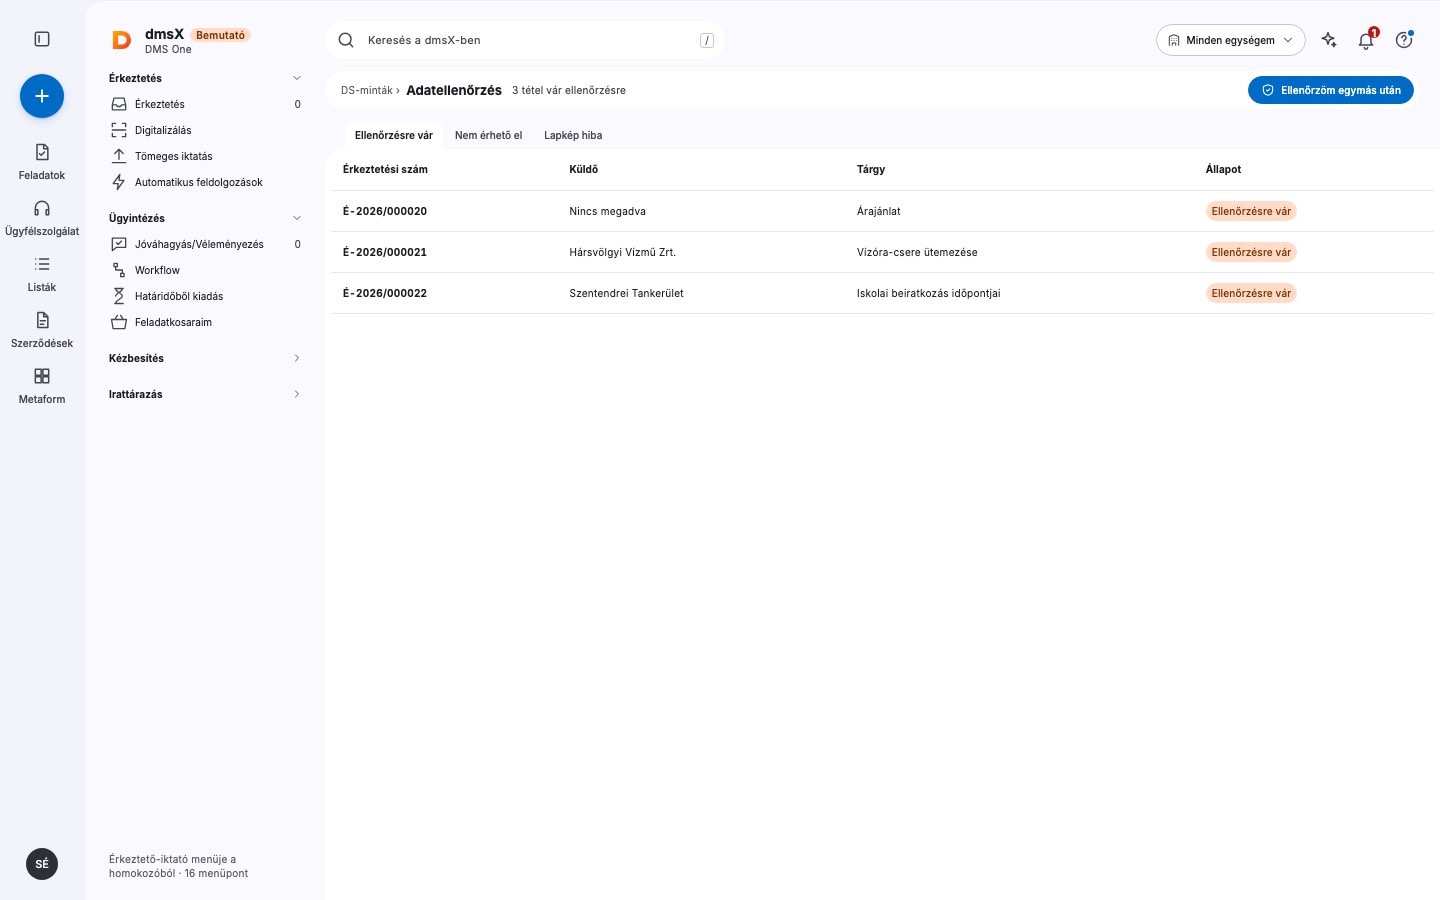 dmsX Bemutató
DMS One
Keresés a dmsX-ben /
Minden egységem
1
Feladatok
Ügyfélszolgálat
Listák
Szerződések
Metaform
SÉ
Érkeztetés
Érkeztetés 0
Digitalizálás
Tömeges iktatás
Automatikus feldolgozások
Ügyintézés
Jóváhagyás/Véleményezés 0
Workflow
Határidőből kiadás
Feladatkosaraim
Kézbesítés
Irattárazás
Érkeztető-iktató menüje a
homokozóból · 16 menüpont
DS-minták › Adatellenőrzés 3 tétel vár ellenőrzésre
Ellenőrzöm egymás után
Ellenőrzésre vár Nem érhető el Lapkép hiba
Érkeztetési szám Küldő Tárgy Állapot
É-2026/000020 Nincs megadva Árajánlat Ellenőrzésre vár
É-2026/000021 Hársvölgyi Vízmű Zrt. Vízóra-csere ütemezése Ellenőrzésre vár
É-2026/000022 Szentendrei Tankerület Iskolai beiratkozás időpontjai Ellenőrzésre vár